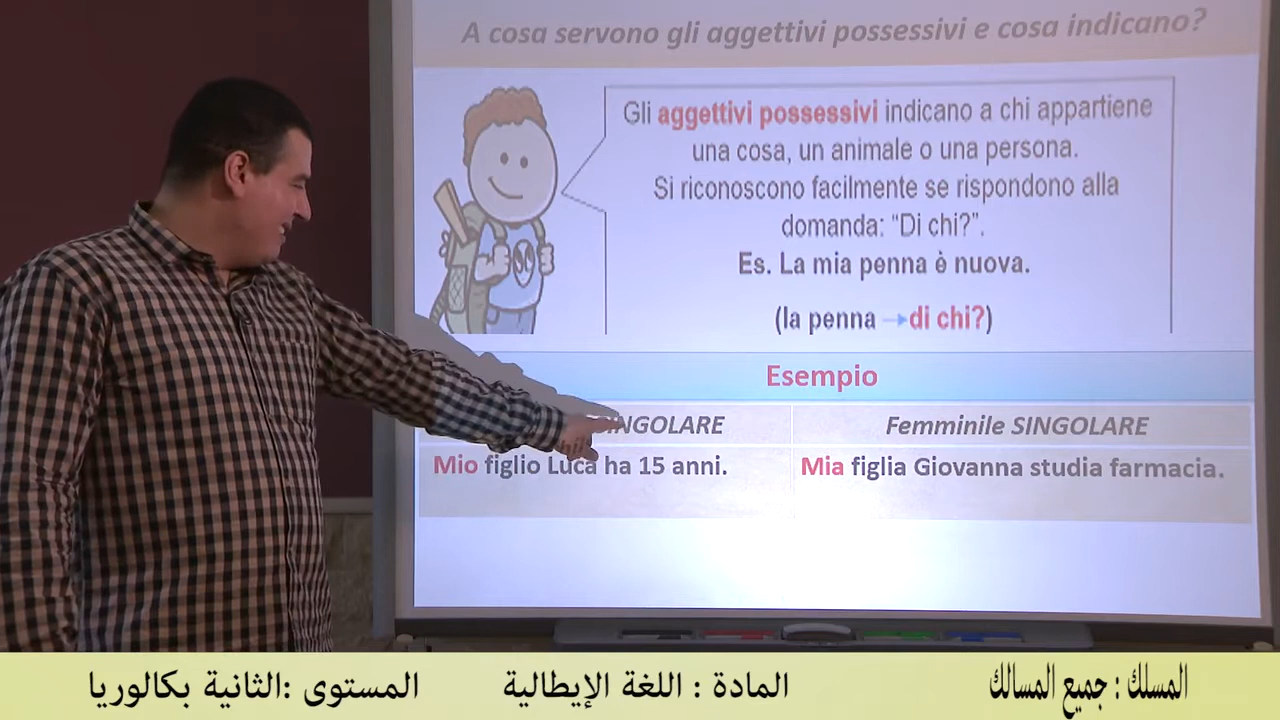 A cosa servono gli aggettivi possessivi e cosa indicano?
Gli aggettivi possessivi indicano a chi appartiene
una cosa, un animale o una persona.
Si riconoscono facilmente se rispondono alla
domanda: “Di chi?”.
Es. La mia penna è nuova.
(la penna →di chi?)
Esempio
SINGOLARE
Femminile SINGOLARE
Mio figlio Luca ha 15 anni.
Mia figlia Giovanna studia farmacia.
المسلك : جميع المسالك
المادة : اللغة الإيطالية
المستوى :الثانية بكالوريا